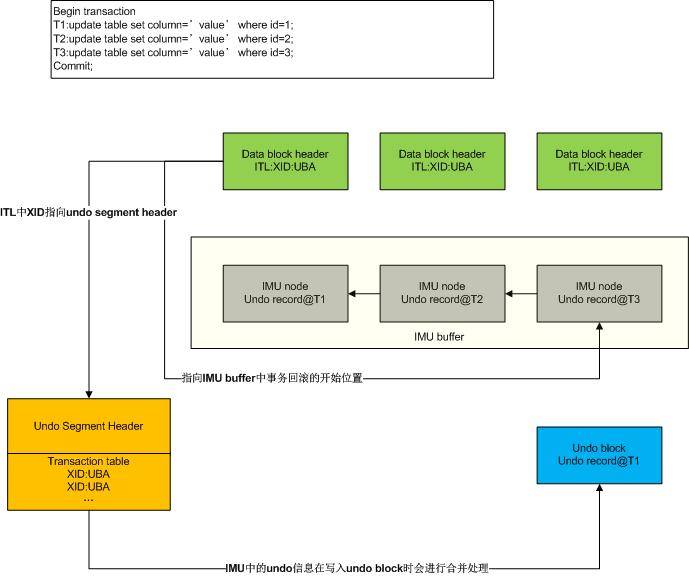 Begin transaction
T1:update table set column=’value’ where id=1;
T2:update table set column=’value’ where id=2;
T3:update table set column=’value’ where id=3;
Commit;
Data block header
ITL:XID:UBA
Data block header
ITL:XID:UBA
Data block header
ITL:XID:UBA
ITL中XID指向undo segment header
IMU node
Undo record@T1
IMU node
Undo record@T2
IMU node
Undo record@T3
IMU buffer
指向IMU buffer中事务回滚的开始位置
Undo Segment Header
Transaction table
XID:UBA
XID:UBA
…
Undo block
Undo record@T1
IMU中的undo信息在写入undo block时会进行合并处理